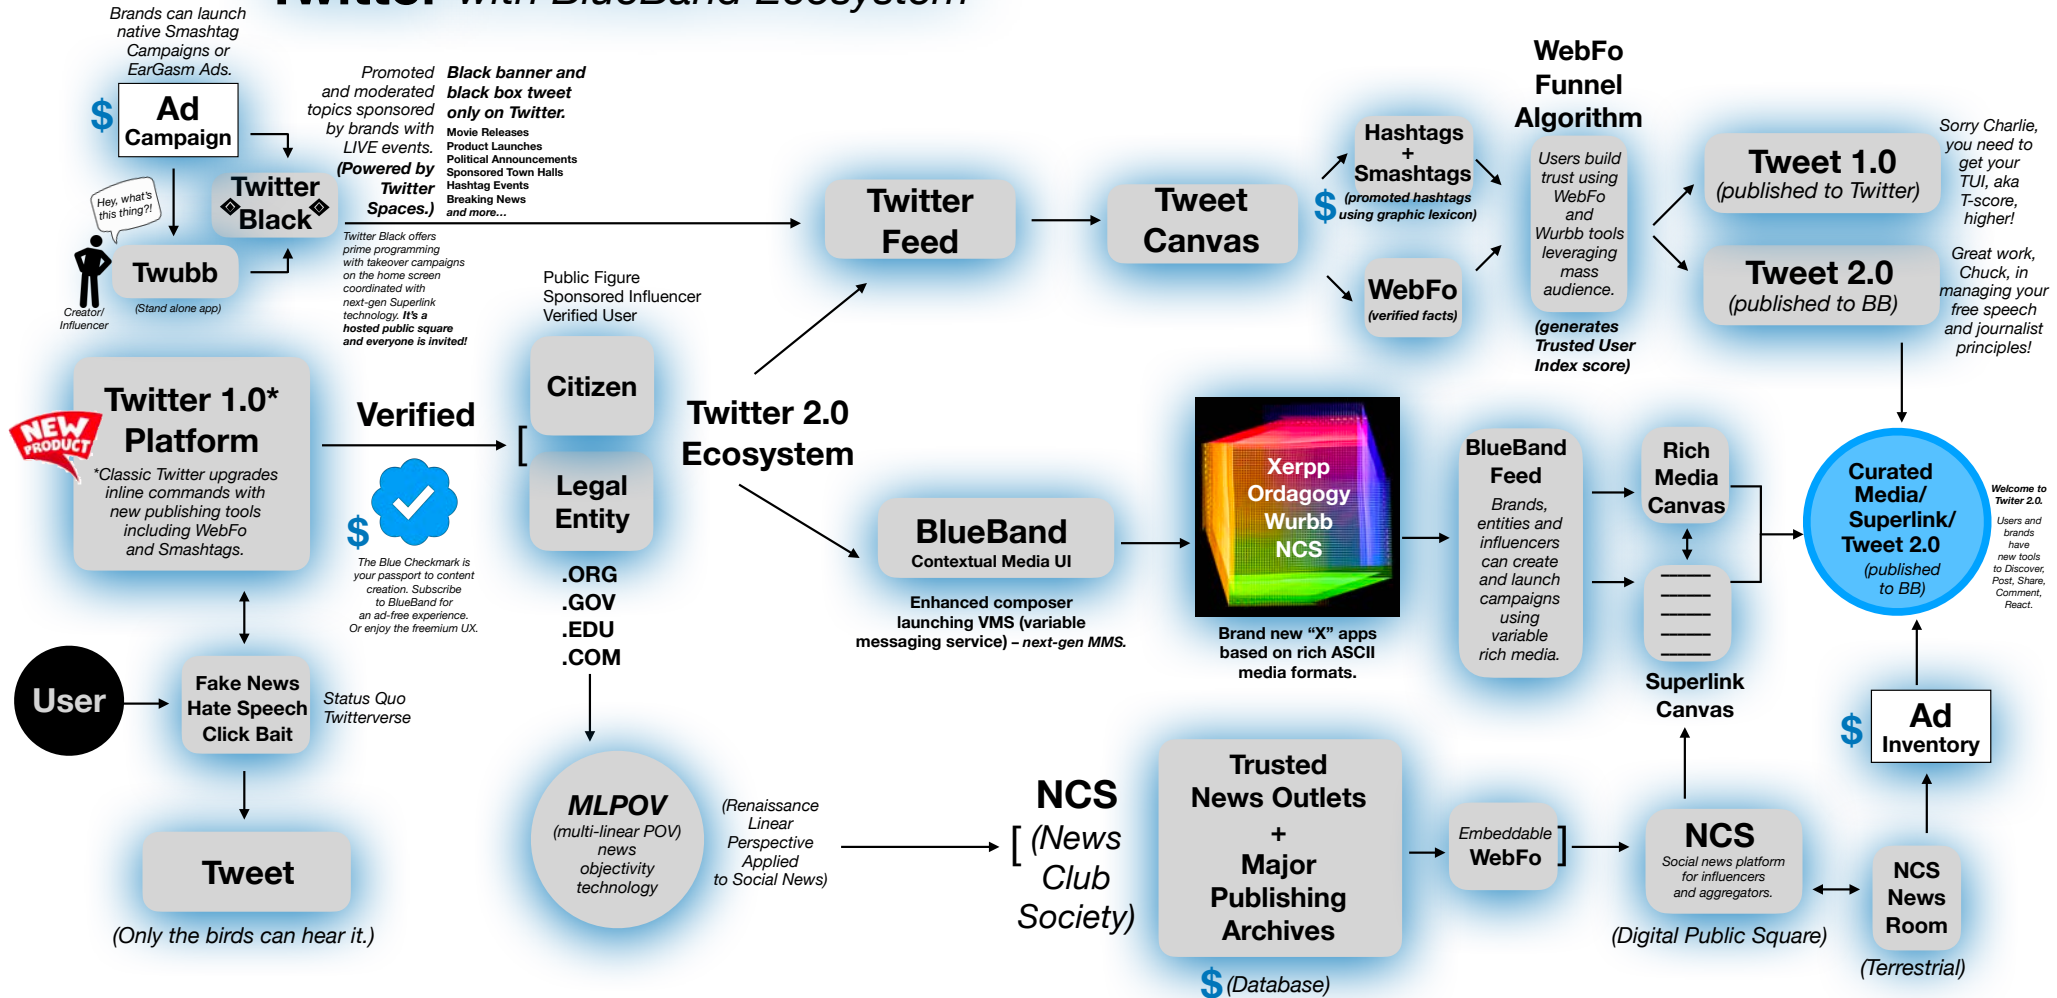 Twitter with BlueBand Ecosystem
Brands can launch
native Smashtag
Campaigns or
EarGasm Ads.
$
Ad
Campaign
Hey, what's
this thing?!
Creator/
Influencer
Twubb
(Stand alone app)
Twitter
Black
Promoted
and moderated
topics sponsored
by brands with
LIVE events.
(Powered by
Twitter
Spaces.)
Black banner and
black box tweet
only on Twitter.
Movie Releases
Product Launches
Political Announcements
Sponsored Town Halls
Hashtag Events
Breaking News
and more…
Twitter Black offers
prime programming
with takeover campaigns
on the home screen
coordinated with
next-gen Superlink
technology. It's a
hosted public square
and everyone is invited!
Twitter
Feed
Tweet
Canvas
Hashtags
+
Smashtags
$
(promoted hashtags
using graphic lexicon)
WebFo
(verified facts)
WebFo
Funnel
Algorithm
Users build
trust using
WebFo
and
Wurbb tools
leveraging
mass
audience.
(generates
Trusted User
Index score)
Tweet 1.0
(published to Twitter)
Sorry Charlie,
you need to
get your
TUI, aka
T-score,
higher!
Tweet 2.0
(published to BB)
Great work,
Chuck, in
managing your
free speech
and journalist
principles!
NEW
PRODUCT
Twitter 1.0*
Platform
*Classic Twitter upgrades
inline commands with
new publishing tools
including WebFo
and Smashtags.
Verified
$
The Blue Checkmark is
your passport to content
creation. Subscribe
to BlueBand for
an ad-free experience.
Or enjoy the freemium UX.
Public Figure
Sponsored Influencer
Verified User
[
Citizen
Legal
Entity
.ORG
.GOV
.EDU
.COM
Twitter 2.0
Ecosystem
BlueBand
Contextual Media UI
Enhanced composer
launching VMS (variable
messaging service) – next-gen MMS.
Xerpp
Ordagogy
Wurbb
NCS
Brand new “X” apps
based on rich ASCII
media formats.
BlueBand
Feed
Brands,
entities and
influencers
can create
and launch
campaigns
using
variable
rich media.
Rich
Media
Canvas
Superlink
Canvas
Curated
Media/
Superlink/
Tweet 2.0
(published
to BB)
Welcome to
Twiter 2.0.
Users and
brands
have
new tools
to Discover,
Post, Share,
Comment,
React.
User
Fake News
Hate Speech
Click Bait
Status Quo
Twitterverse
Tweet
(Only the birds can hear it.)
MLPOV
(multi-linear POV)
news
objectivity
technology
(Renaissance
Linear
Perspective
Applied
to Social News)
NCS
[ (News
Club
Society)
Trusted
News Outlets
+
Major
Publishing
Archives
$ (Database)
Embeddable
WebFo
]
NCS
Social news platform
for influencers
and aggregators.
(Digital Public Square)
$
Ad
Inventory
NCS
News
Room
(Terrestrial)